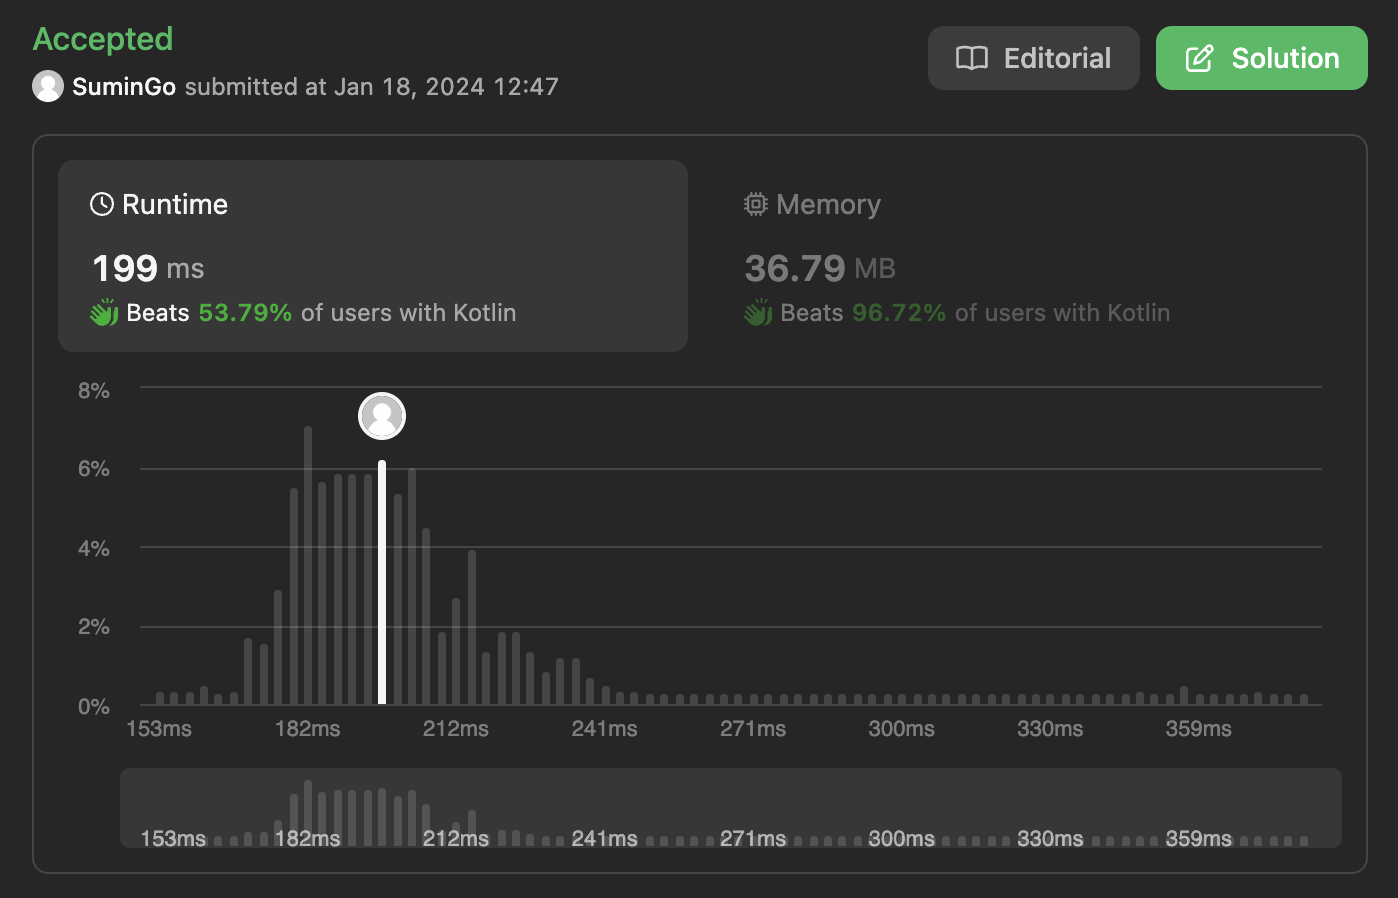 Accepted
SuminGo submitted at Jan 18, 2024 12:47
Editorial
Solution
Runtime
199 ms
Beats 53.79% of users with Kotlin
Memory
36.79 MB
Beats 96.72% of users with Kotlin
8%
6%
4%
2%
0%
153ms 182ms 212ms 241ms 271ms 300ms 330ms 359ms
153ms 182ms 212ms 241ms 271ms 300ms 330ms 359ms